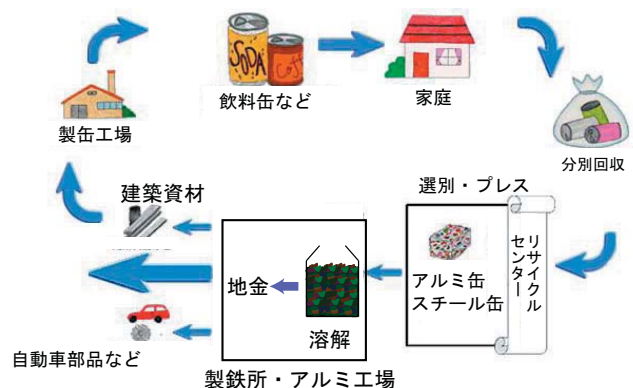 SODA
飲料缶など
家庭
製缶工場
分別回収
選別・プレス
リサイクル
センター
アルミ缶
スチール缶
建築資材
地金
溶解
自動車部品など
製鉄所・アルミ工場